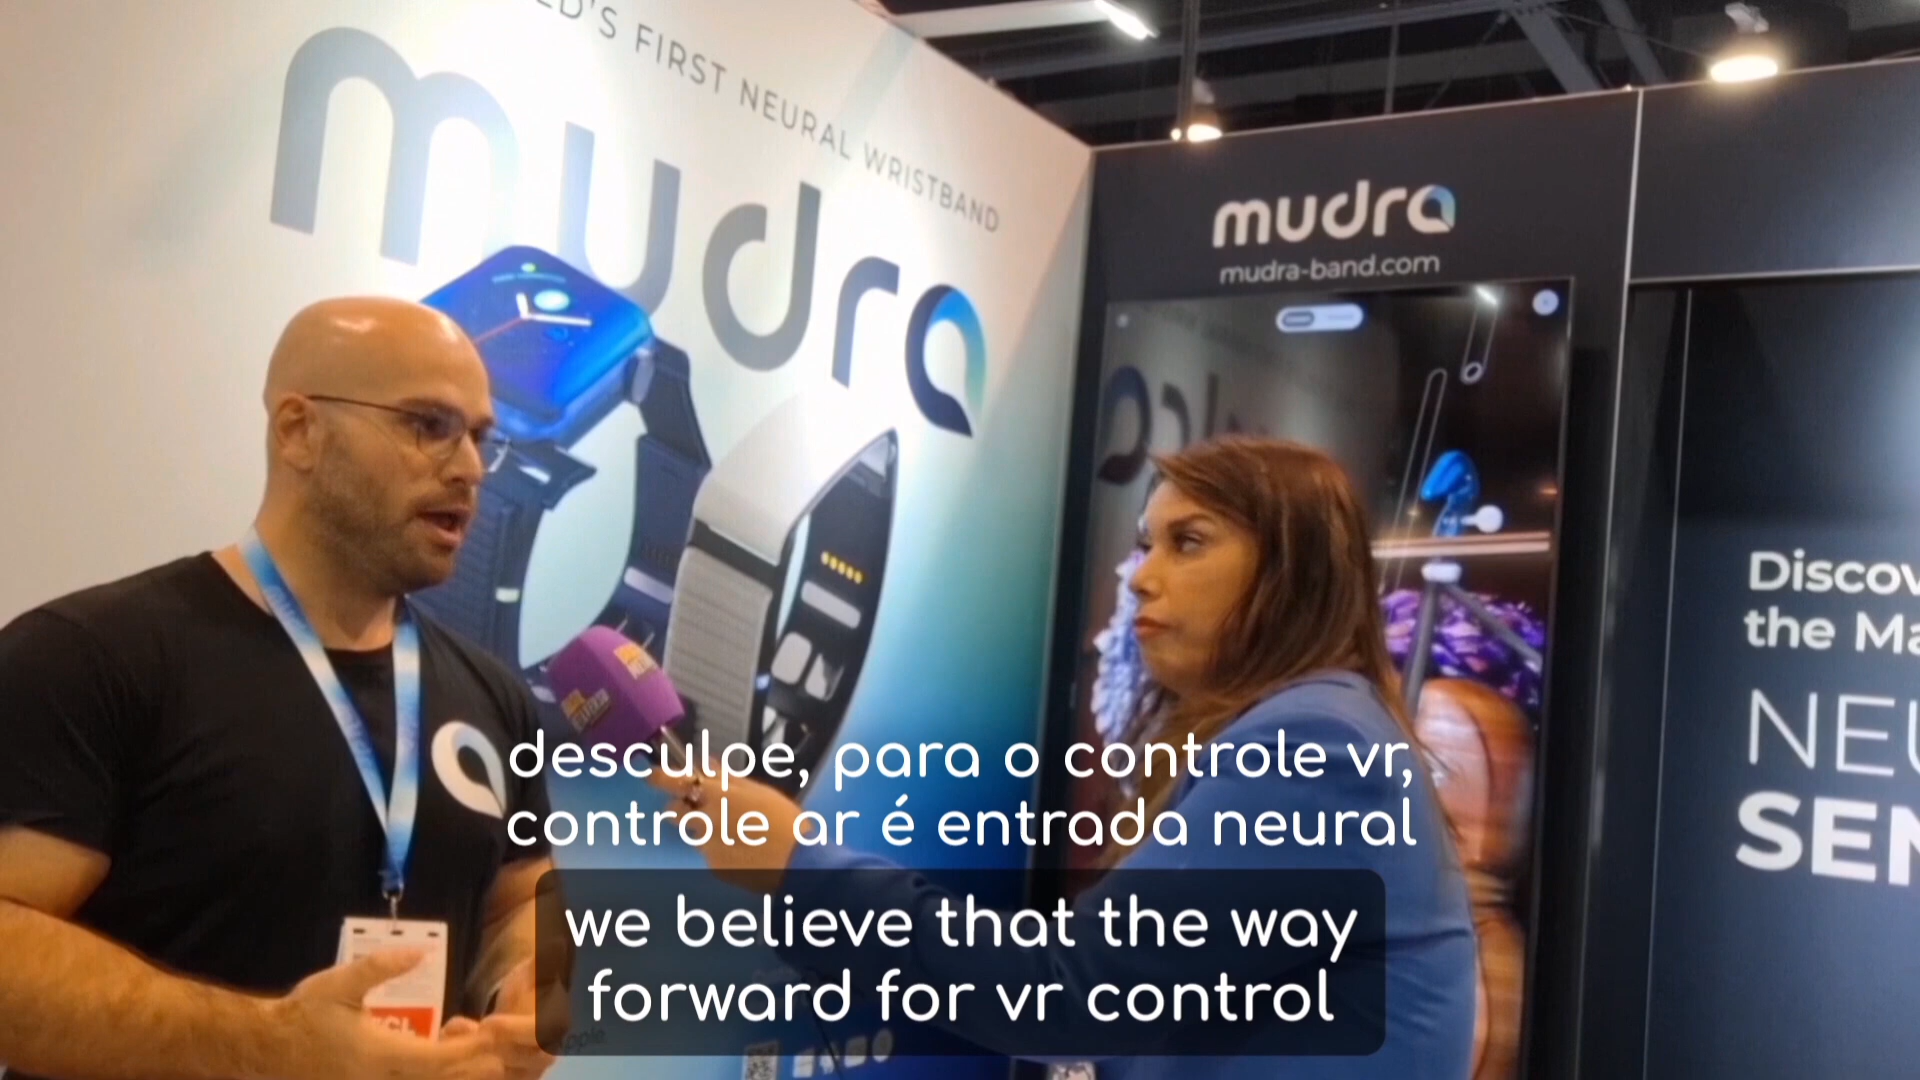 D'S FIRST NEURAL WRISTBAND
mudra
mudra
mudra-band.com
Discov
the Ma
NEU
SEN
desculpe, para o controle vr,
controle ar é entrada neural
we believe that the way
forward for vr control